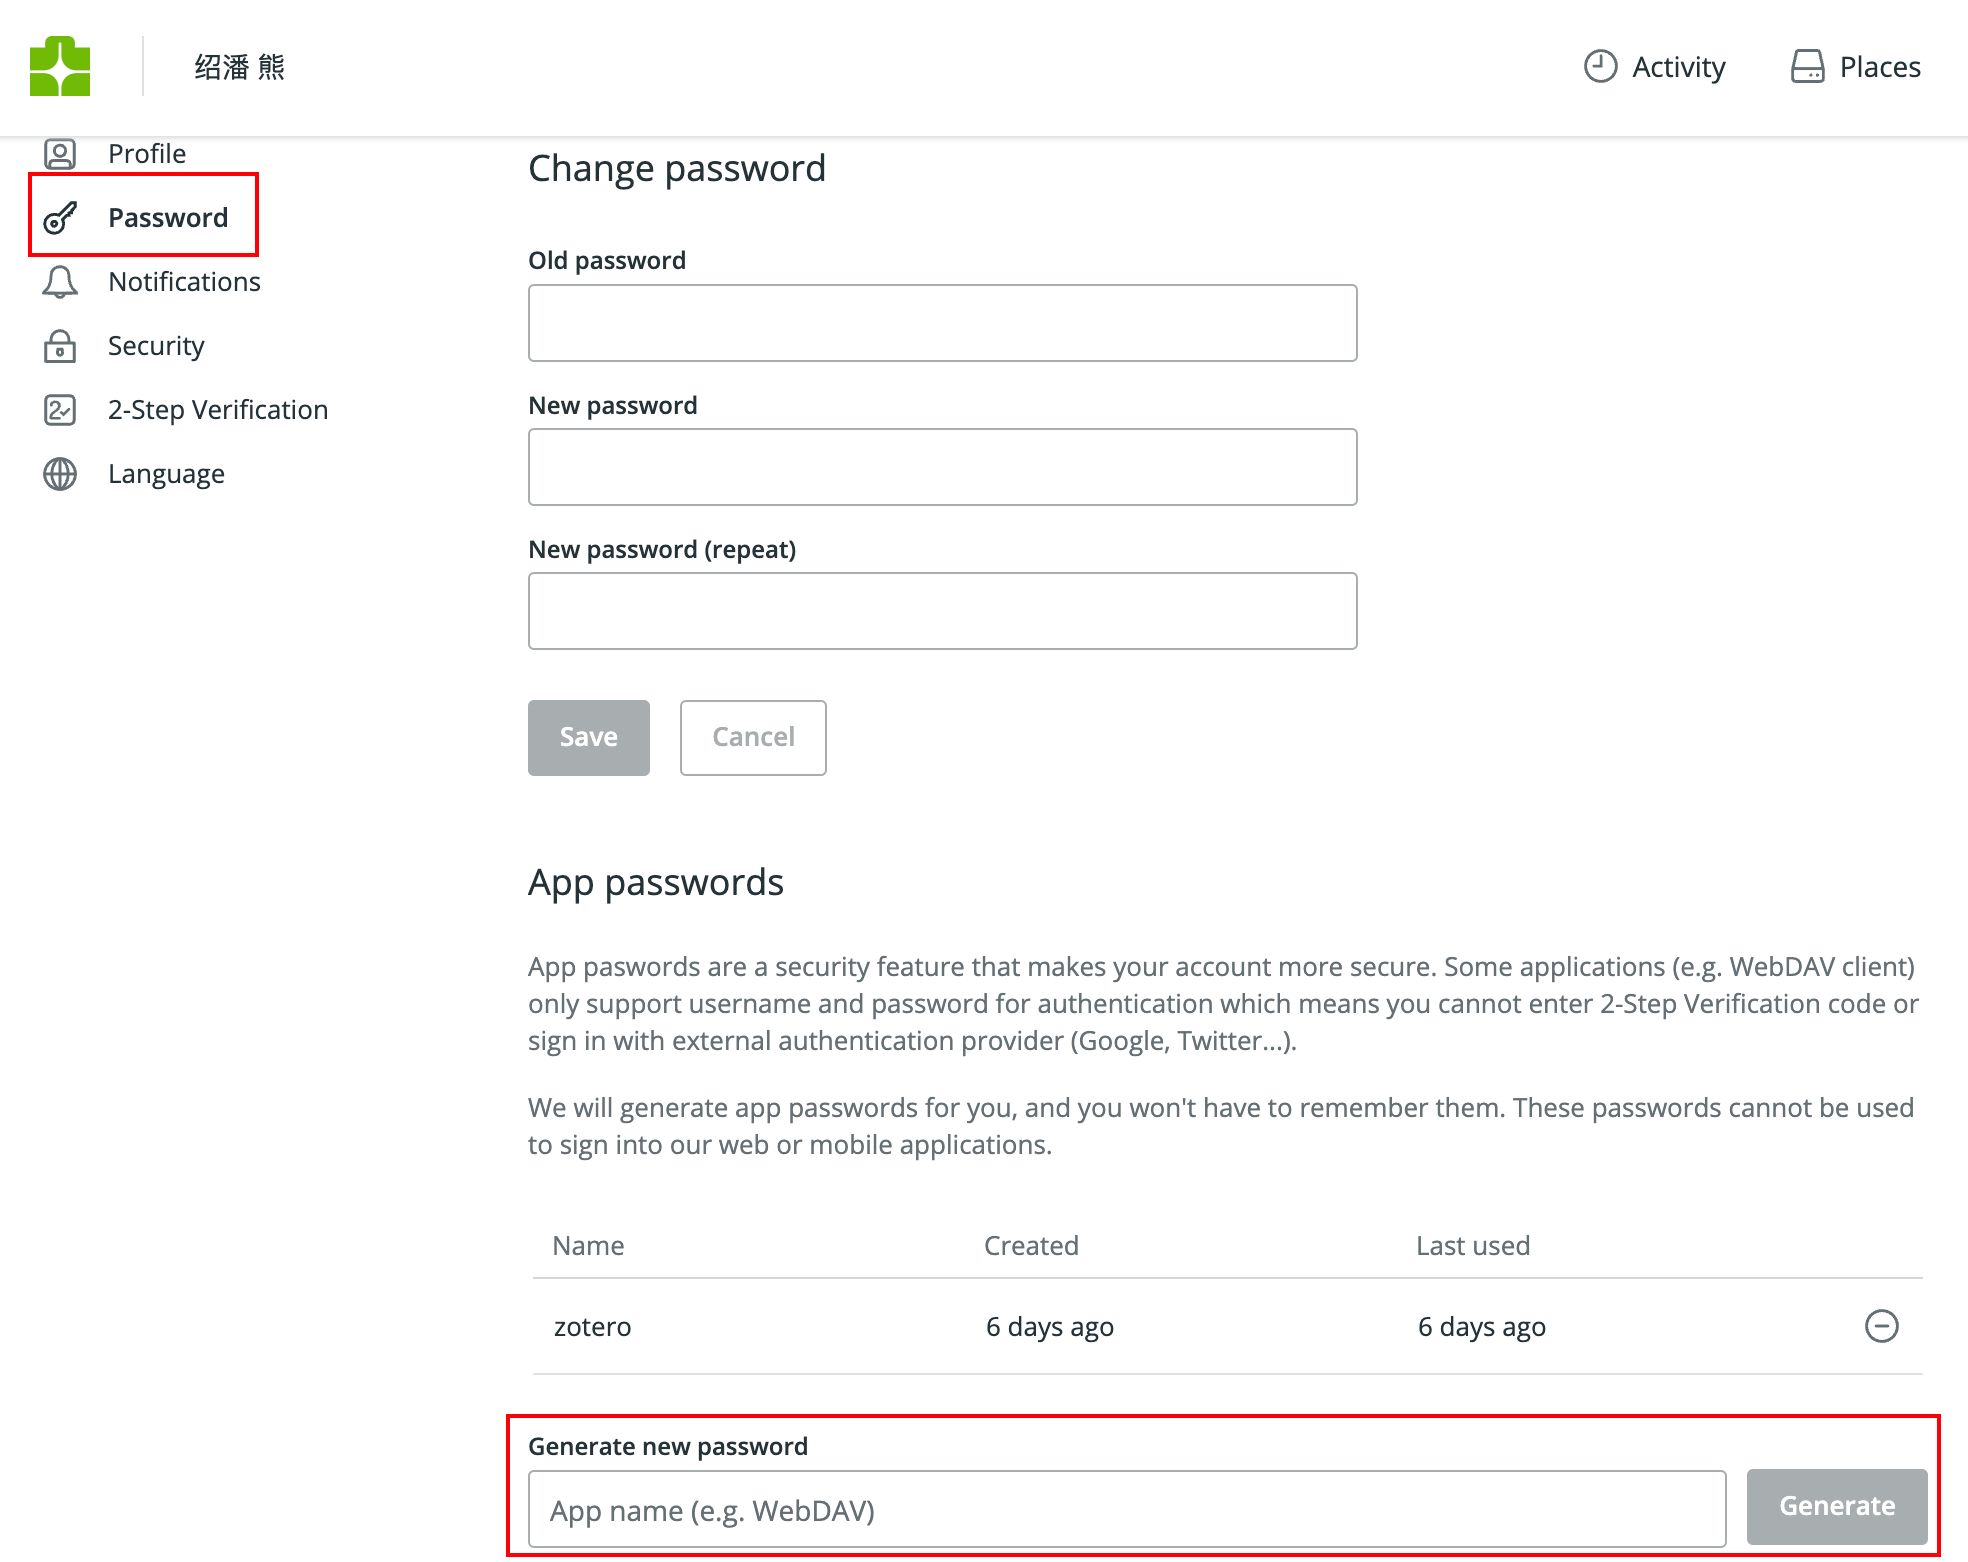 绍潘 熊
Activity
Places
Profile
Password
Notifications
Security
2-Step Verification
Language
Change password
Old password
New password
New password (repeat)
Save
Cancel
App passwords
App paswords are a security feature that makes your account more secure. Some applications (e.g. WebDAV client)
only support username and password for authentication which means you cannot enter 2-Step Verification code or
sign in with external authentication provider (Google, Twitter...).
We will generate app passwords for you, and you won't have to remember them. These passwords cannot be used
to sign into our web or mobile applications.
Name Created Last used
zotero 6 days ago 6 days ago
Generate new password
App name (e.g. WebDAV)
Generate